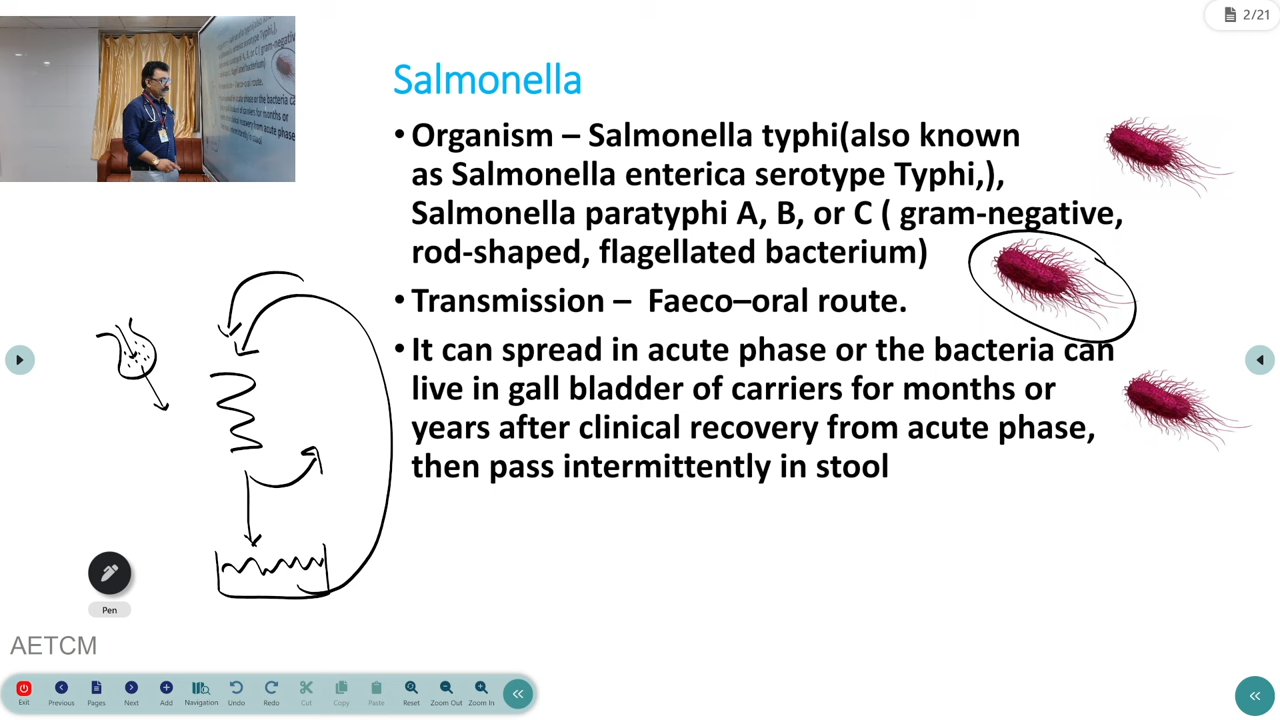 2/21
Salmonella
• Organism – Salmonella typhi(also known
as Salmonella enterica serotype Typhi,),
Salmonella paratyphi A, B, or C ( gram-negative,
rod-shaped, flagellated bacterium)
• Transmission – Faeco–oral route.
• It can spread in acute phase or the bacteria can
live in gall bladder of carriers for months or
years after clinical recovery from acute phase,
then pass intermittently in stool
Pen
AETCM
Exit Previous Pages Next Add Navigation Undo Redo Cut Copy Paste Reset Zoom Out Zoom In